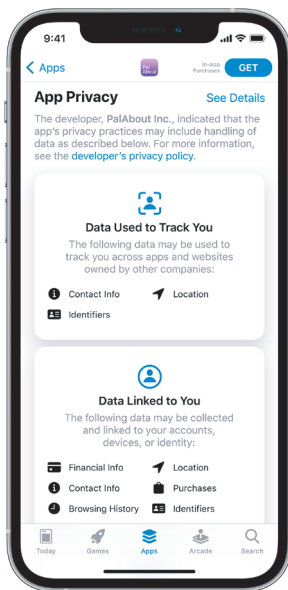 9:41
Apps
Pal About
In-App
Purchases
GET
App Privacy
See Details
The developer, PalAbout Inc., indicated that the
app's privacy practices may include handling of
data as described below. For more information,
see the developer's privacy policy.
Data Used to Track You
The following data may be used to
track you across apps and websites
owned by other companies:
Contact Info
Location
Identifiers
Data Linked to You
The following data may be collected
and linked to your accounts,
devices, or identity:
Financial Info
Location
Contact Info
Purchases
Browsing History
Identifiers
Today
Games
Apps
Arcade
Search